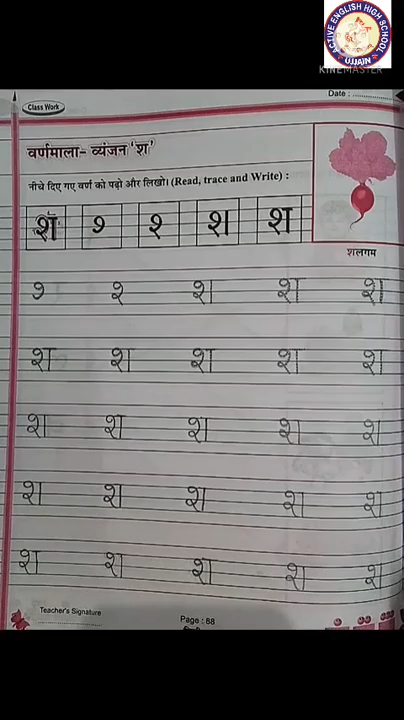 ACTIVE ENGLISH HIGH SCHOOL
UJJAIN
KINEMASTER
Date : ..........
Class Work
वर्णमाला- व्यंजन 'श'
नीचे दिए गए वर्ण को पढ़ो और लिखो। (Read, trace and Write) :
श श श
शलगम
श श श
श श श श श
श श श श श
श श श श श
श श श श श
Teacher's Signature
Page : 68